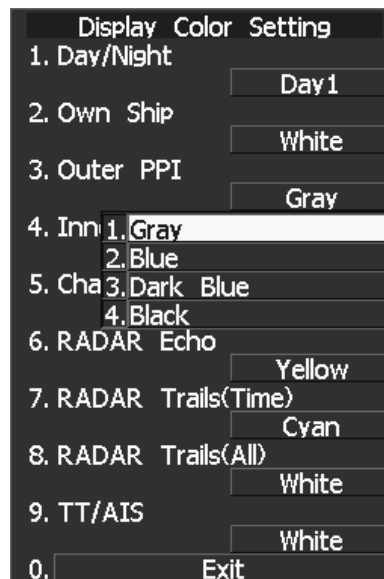 Display Color Setting
1. Day/Night
Day1
2. Own Ship
White
3. Outer PPI
Gray
4.
1. Gray
2. Blue
5.
3. Dark Blue
4. Black
6. RADAR Echo
Yellow
7. RADAR Trails(Time)
Cyan
8. RADAR Trails(All)
White
9. TT/AIS
White
0. Exit